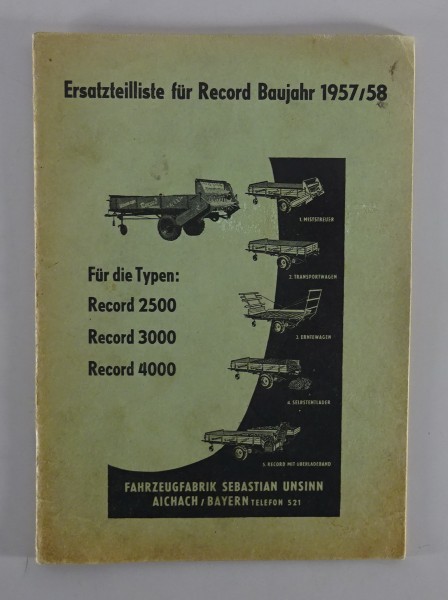 Ersatzteilliste für Record Baujahr 1957/58
1. MISTSTREUER
2. TRANSPORTWAGEN
3. ERNTEWAGEN
4. SELBSTENTLADER
5. RECORD MIT ÜBERLADEBAND
Für die Typen:
Record 2500
Record 3000
Record 4000
FAHRZEUGFABRIK SEBASTIAN UNSINN
AICHACH/BAYERN TELEFON 521